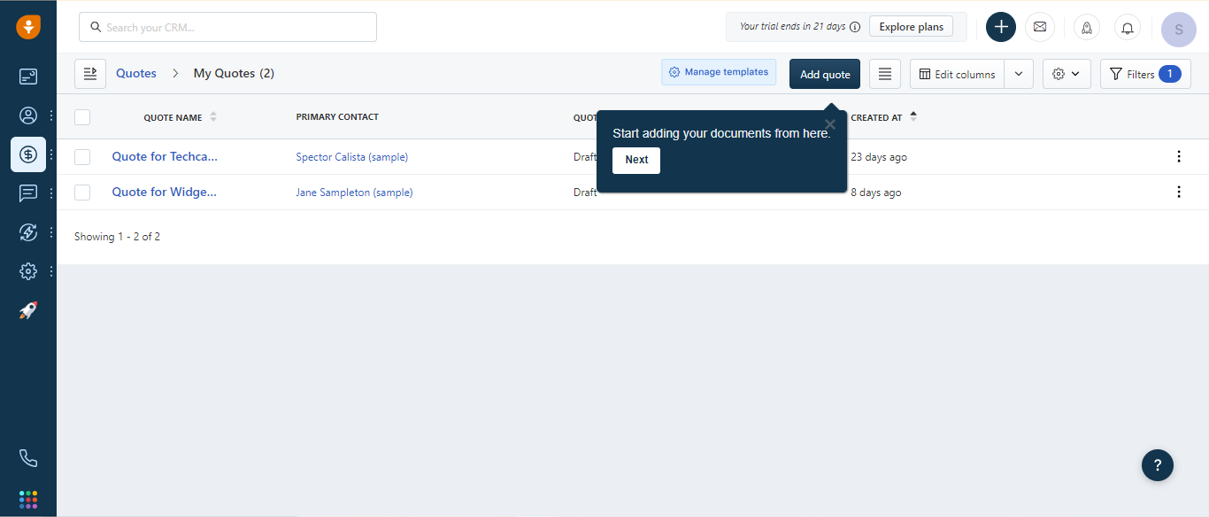 Search your CRM...
Your trial ends in 21 days
Explore plans
S
Quotes > My Quotes (2)
Manage templates
Add quote
Edit columns
Filters 1
QUOTE NAME
PRIMARY CONTACT
QUOT
CREATED AT
Start adding your documents from here.
Next
Quote for Techca...
Spector Calista (sample)
Draft
23 days ago
Quote for Widge...
Jane Sampleton (sample)
Draft
8 days ago
Showing 1 - 2 of 2
?